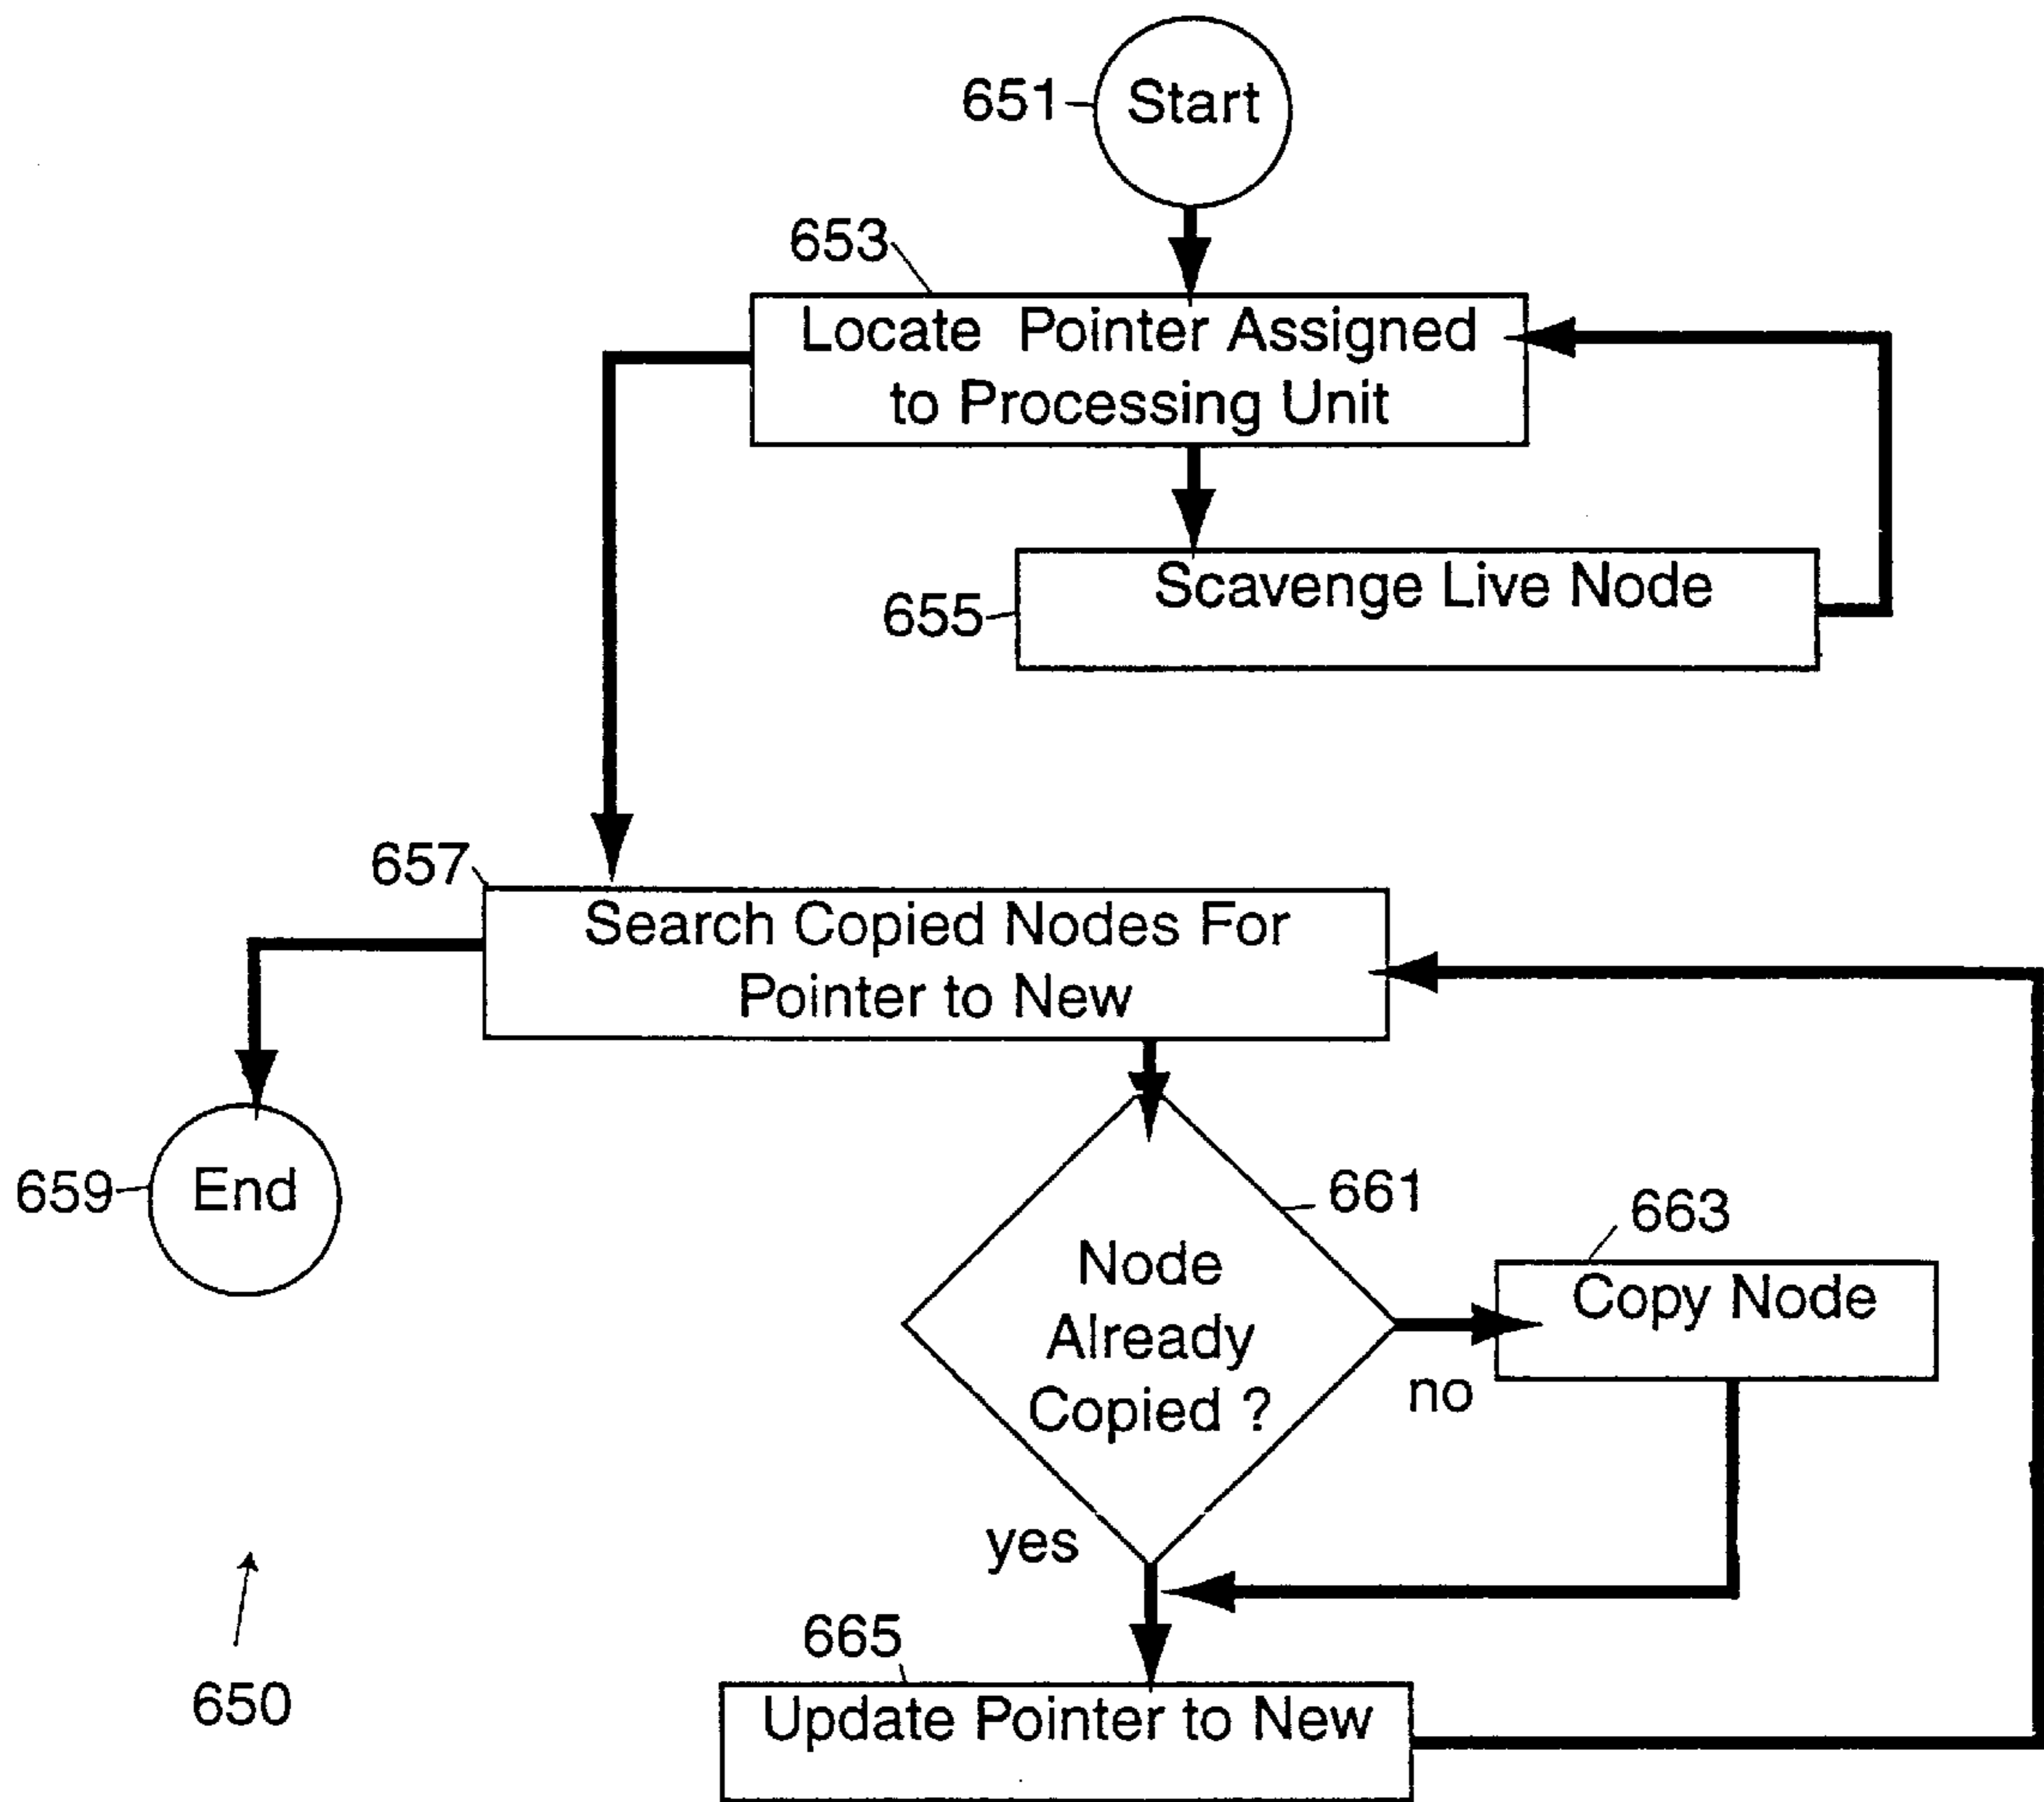 651
Start
653
Locate Pointer Assigned
to Processing Unit
655
Scavenge Live Node
657
Search Copied Nodes For
Pointer to New
659
End
661
Node
Already
Copied ?
no
663
Copy Node
yes
665
Update Pointer to New
650